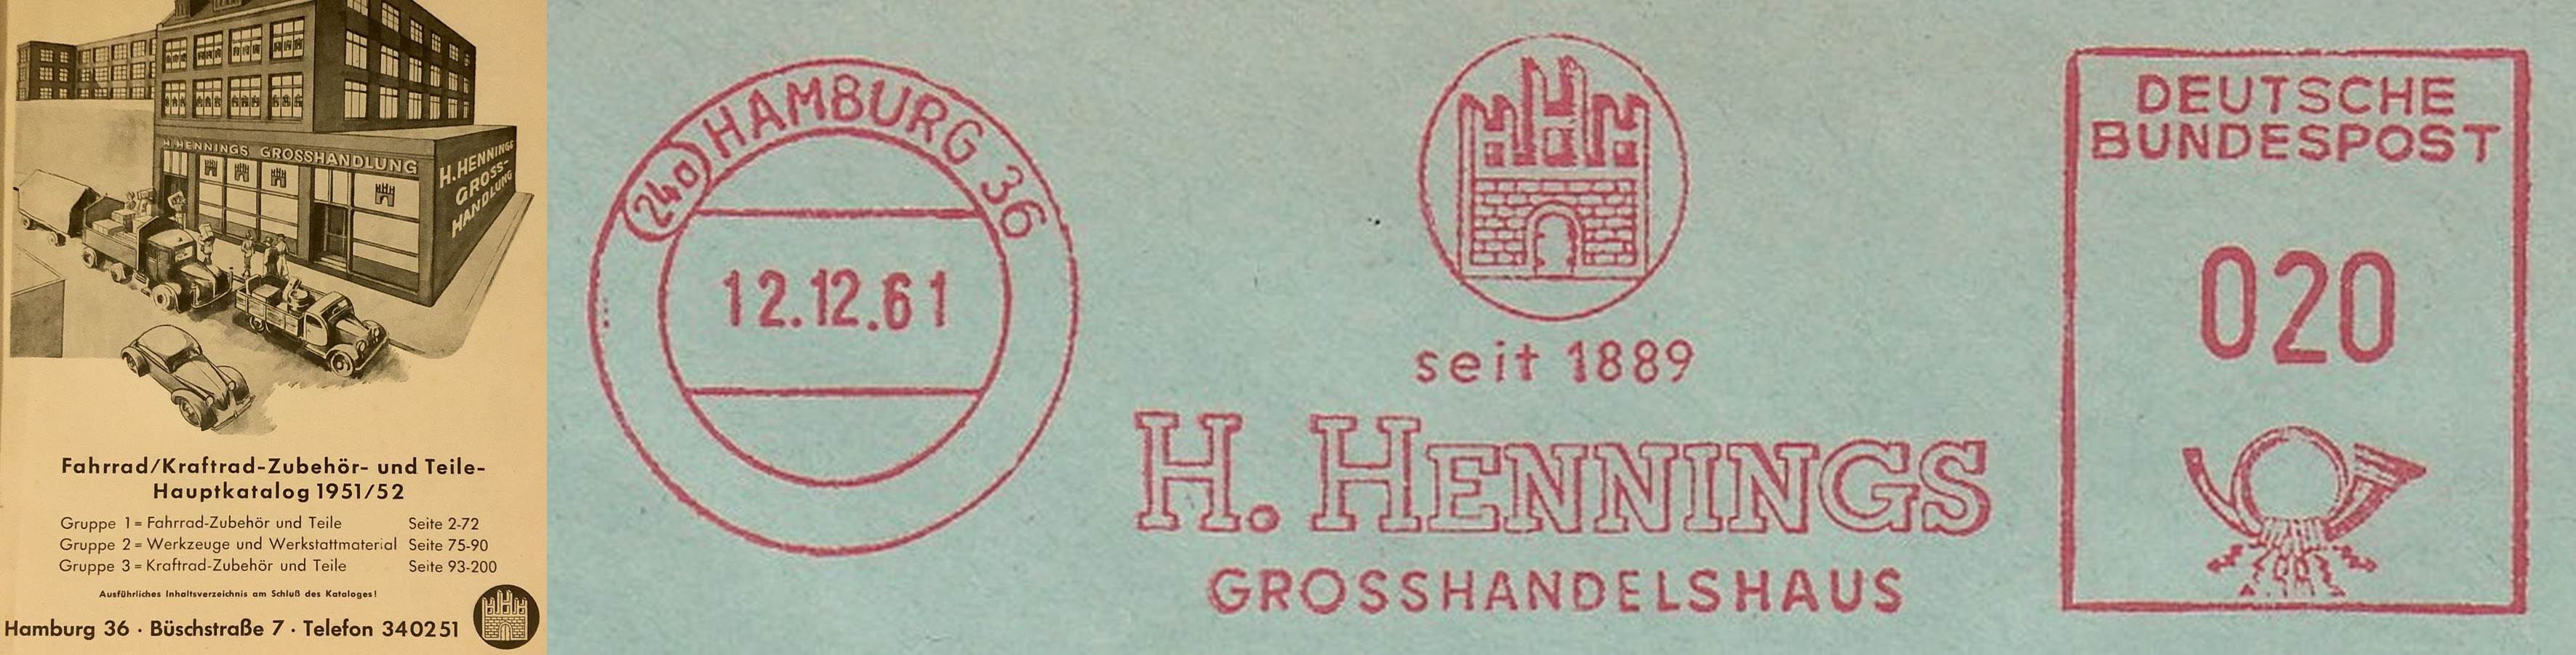 H. HENNINGS GROSSHANDLUNG
H. HENNINGS
GROSS-
HANDLUNG
Fahrrad/Kraftrad-Zubehör- und Teile-
Hauptkatalog 1951/52
Gruppe 1 = Fahrrad-Zubehör und Teile Seite 2-72
Gruppe 2 = Werkzeuge und Werkstattmaterial Seite 75-90
Gruppe 3 = Kraftrad-Zubehör und Teile Seite 93-200
Ausführliches Inhaltsverzeichnis am Schluß des Kataloges!
Hamburg 36 · Büschstraße 7 · Telefon 340251
(24a) HAMBURG 36
12.12.61
seit 1889
H. HENNINGS
GROSSHANDELSHAUS
DEUTSCHE
BUNDESPOST
020